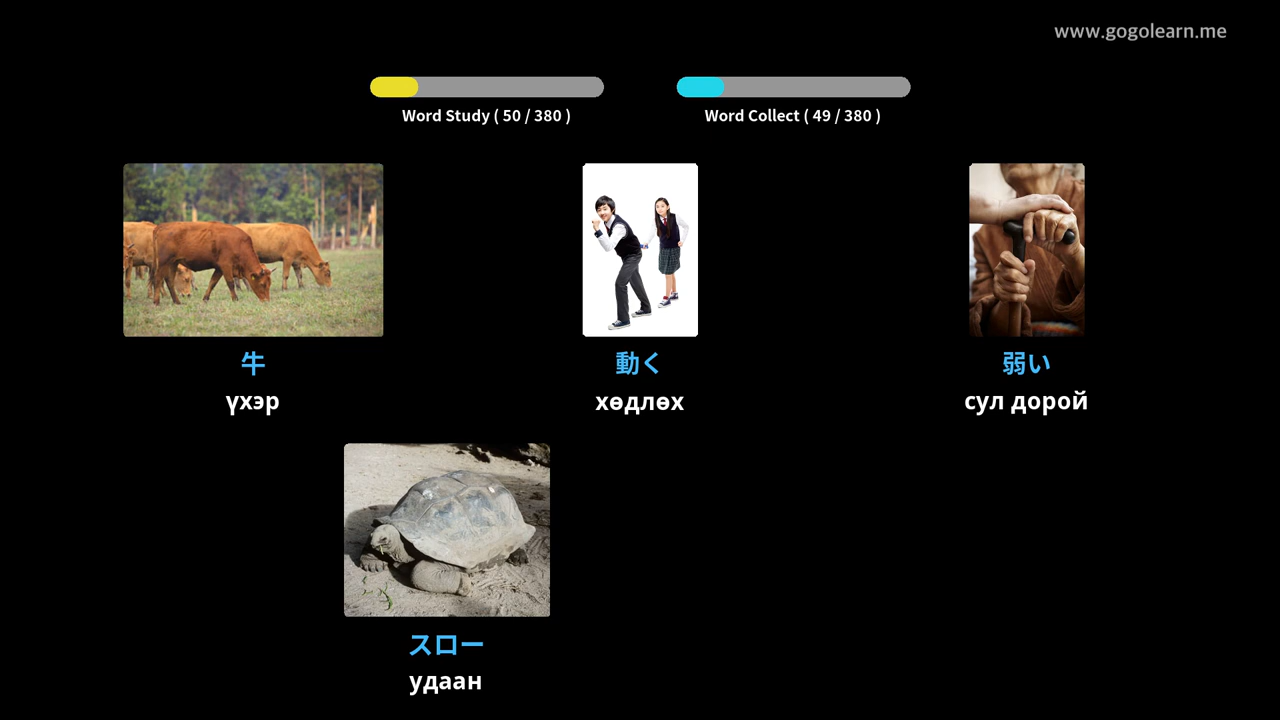 www.gogolearn.me
Word Study ( 50 / 380 )
Word Collect ( 49 / 380 )
牛
үхэр
動く
хөдлөх
弱い
сул дорой
スロー
удаан